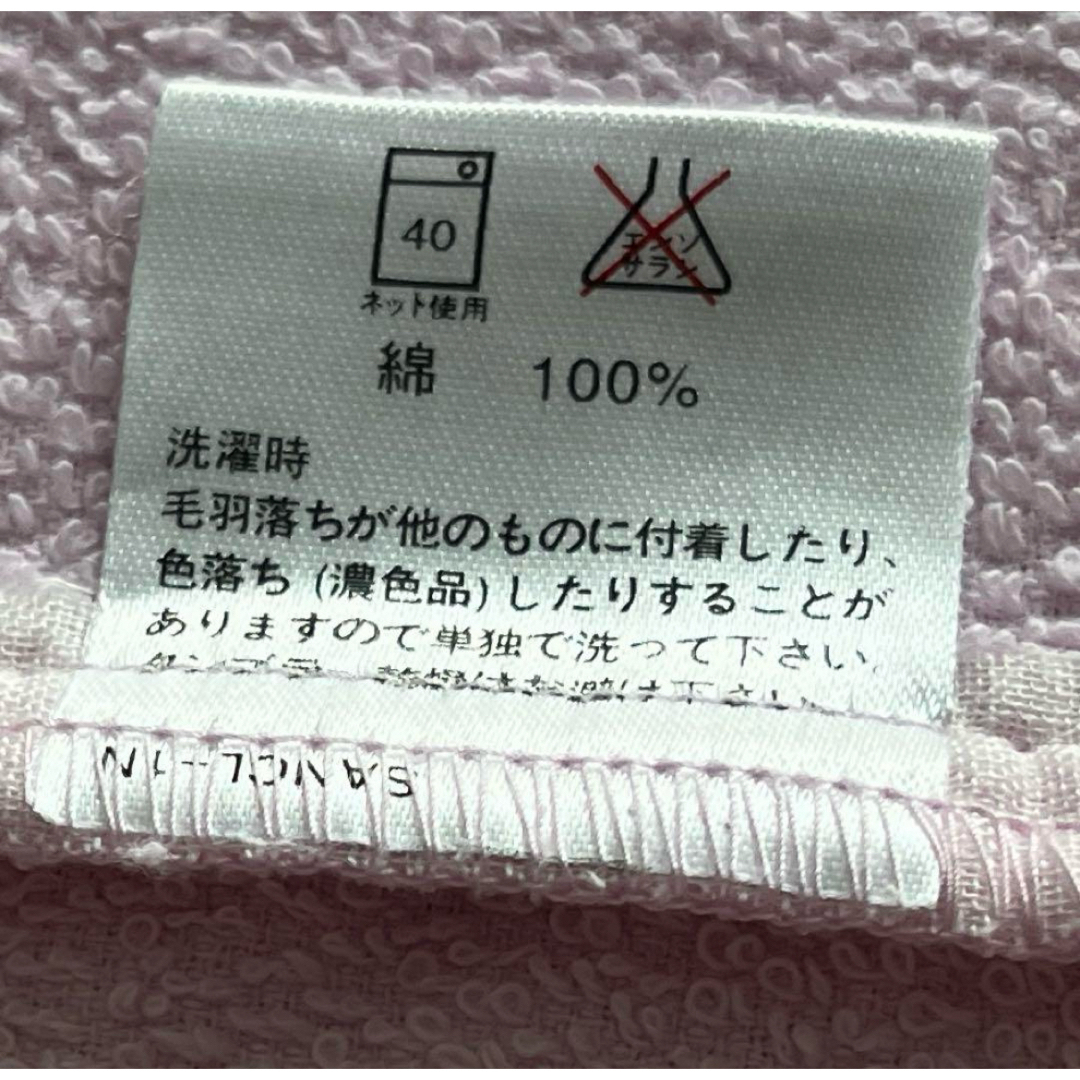 40
エンソ
サラシ
ネット使用
綿 100%
洗濯時
毛羽落ちが他のものに付着したり、
色落ち (濃色品) したりすることが
ありますので単独で洗って下さい。